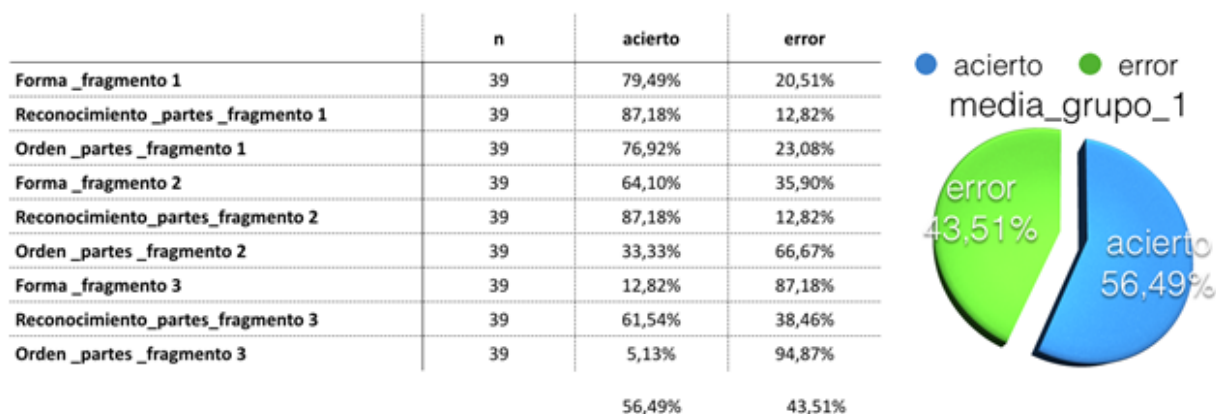 n acierto error
Forma _fragmento 1 39 79,49% 20,51%
Reconocimiento _partes _fragmento 1 39 87,18% 12,82%
Orden _partes _fragmento 1 39 76,92% 23,08%
Forma _fragmento 2 39 64,10% 35,90%
Reconocimiento_partes_fragmento 2 39 87,18% 12,82%
Orden _partes _fragmento 2 39 33,33% 66,67%
Forma _fragmento 3 39 12,82% 87,18%
Reconocimiento_partes_fragmento 3 39 61,54% 38,46%
Orden _partes _fragmento 3 39 5,13% 94,87%
56,49% 43,51%
acierto error
media_grupo_1
error
43,51%
acierto
56,49%